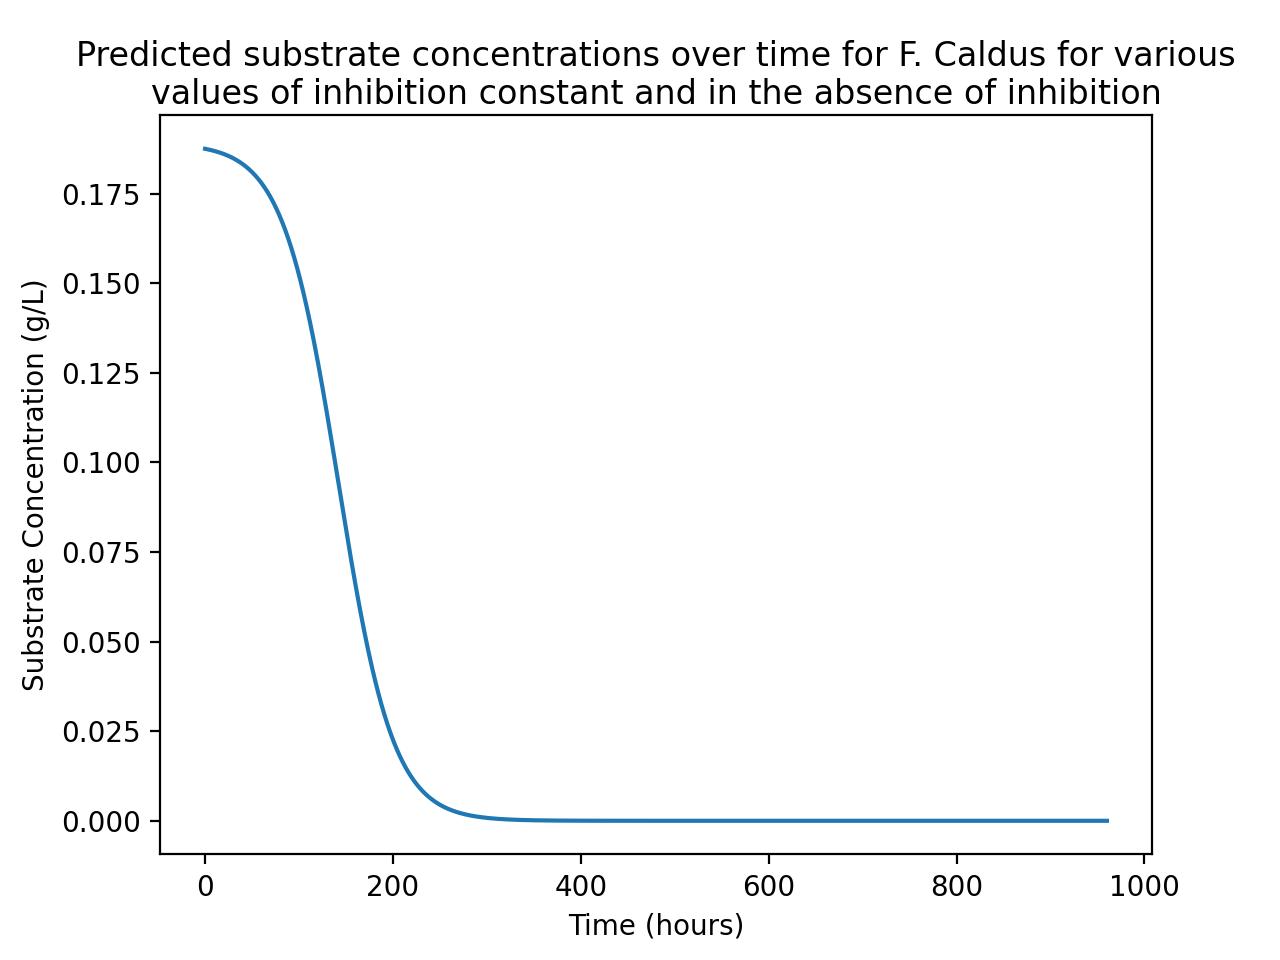 Predicted substrate concentrations over time for F. Caldus for various
values of inhibition constant and in the absence of inhibition
Substrate Concentration (g/L)
0.175
0.150
0.125
0.100
0.075
0.050
0.025
0.000
0 200 400 600 800 1000
Time (hours)